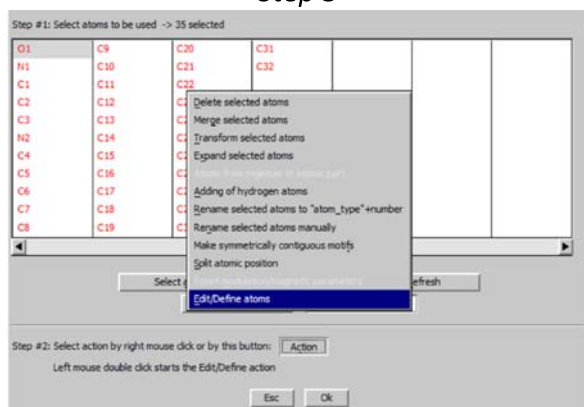 Step #1: Select atoms to be used -> 35 selected
O1 C9 C20 C31
N1 C10 C21 C32
C1 C11 C22
C2 C12
C3 C13
N2 C14
C4 C15
C5 C16
C6 C17
C7 C18
C8 C19
Delete selected atoms
Merge selected atoms
Transform selected atoms
Expand selected atoms
Adding of hydrogen atoms
Rename selected atoms to "atom_type"+number
Rename selected atoms manually
Make symmetrically contiguous motifs
Split atomic position
Edit/Define atoms
Select
efresh
Step #2: Select action by right mouse click or by this button: Action
Left mouse double click starts the Edit/Define action
Esc Ok